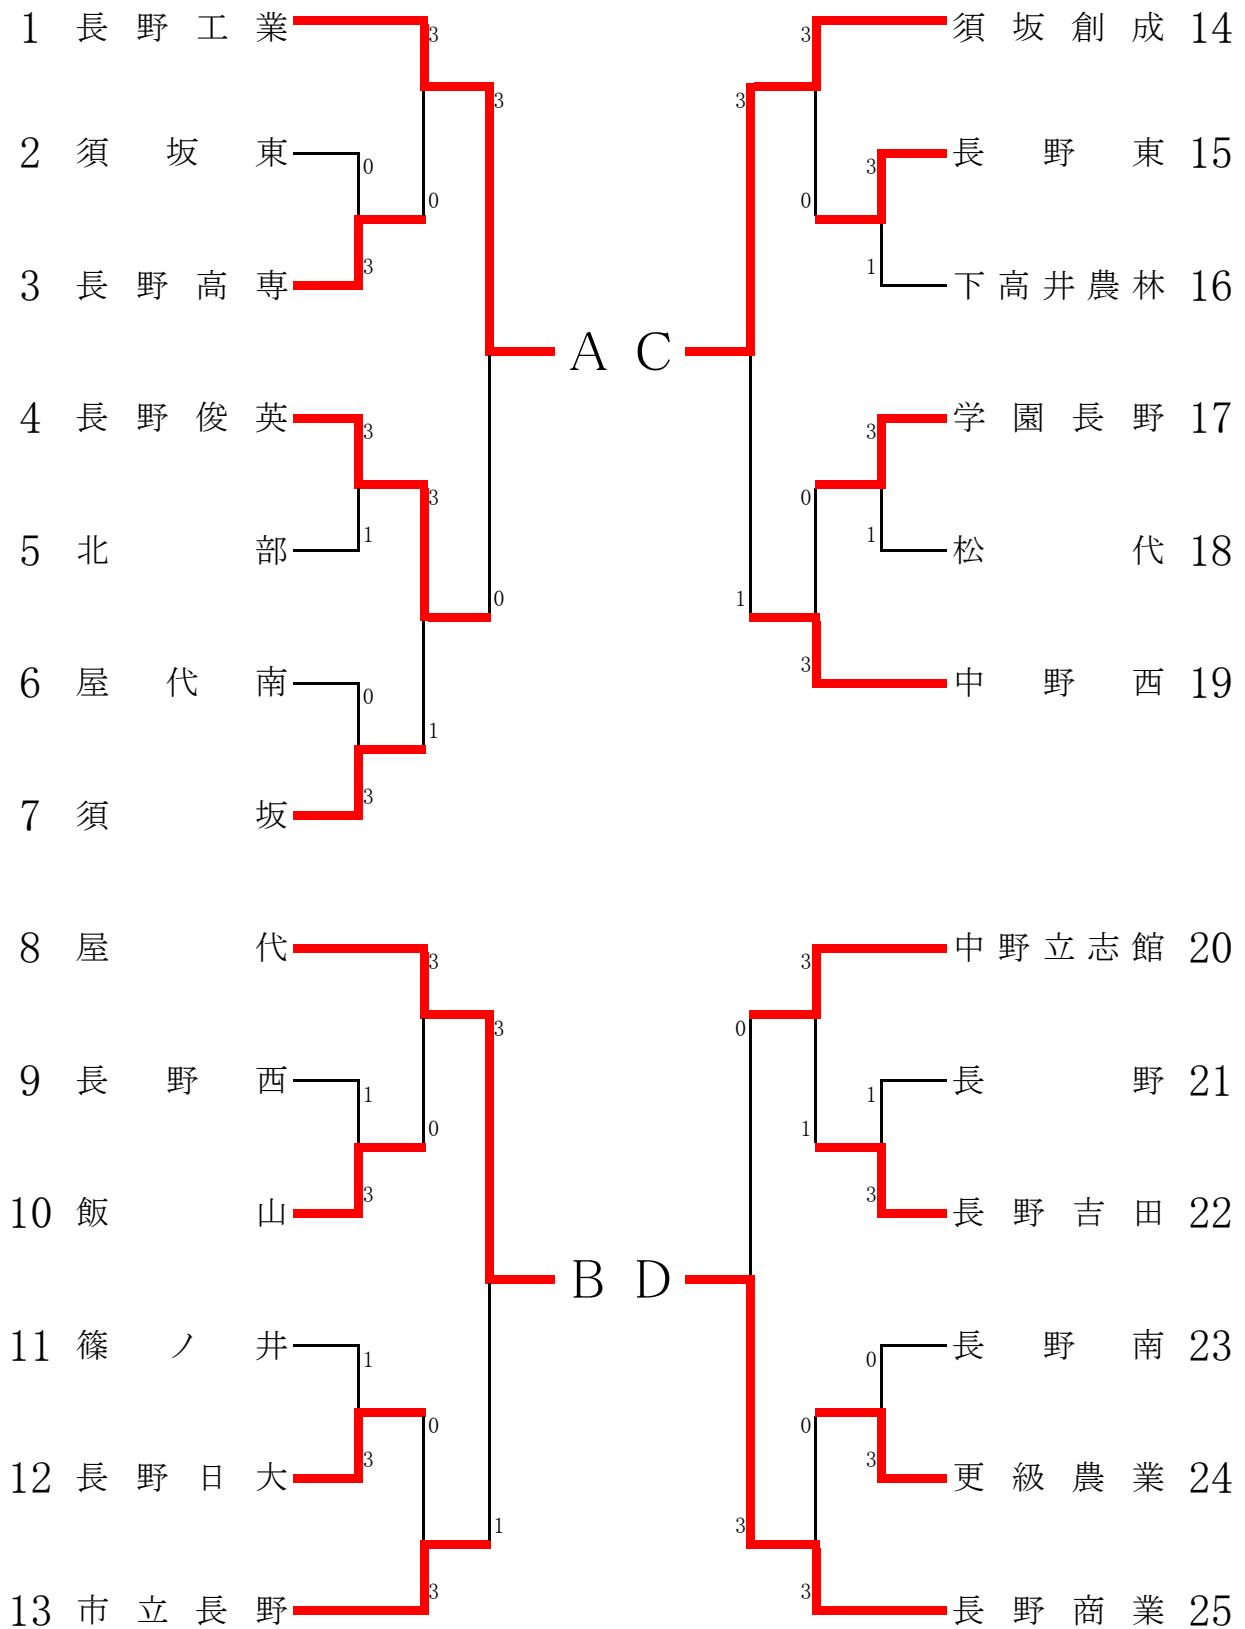 1 長野工業 3 3 須坂創成 14
3 3
2 須坂東 0 3 長野東 15
0 0
3 長野高専 3 1 下高井農林 16
A C
4 長野俊英 3 3 学園長野 17
3 0
5 北部 1 1 松代 18
0 1
6 屋代南 0 3 中野西 19
1
7 須坂 3
8 屋代 3 3 中野立志館 20
3 0
9 長野西 1 1 長野 21
0 1
10 飯山 3 3 長野吉田 22
B D
11 篠ノ井 1 0 長野南 23
0 0
12 長野日大 3 3 更級農業 24
1 3
13 市立長野 3 3 長野商業 25